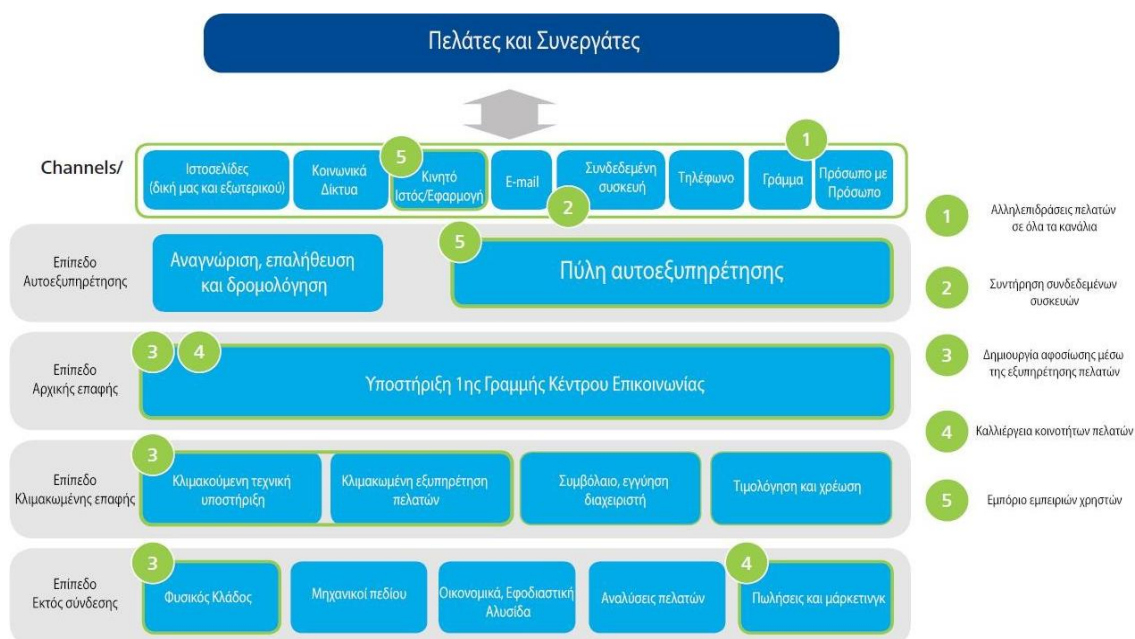 Πελάτες και Συνεργάτες
Channels/
Ιστοσελίδες
(δική μας και εξωτερικού)
Κοινωνικά
Δίκτυα
5
Κινητό
Ιστός/Εφαρμογή
E-mail
Συνδεδεμένη
συσκευή
2
Τηλέφωνο
Γράμμα
1
Πρόσωπο με
Πρόσωπο
Επίπεδο
Αυτοεξυπηρέτησης
Αναγνώριση, επαλήθευση
και δρομολόγηση
5
Πύλη αυτοεξυπηρέτησης
Επίπεδο
Αρχικής επαφής
3
4
Υποστήριξη 1ης Γραμμής Κέντρου Επικοινωνίας
Επίπεδο
Κλιμακωμένης επαφής
3
Κλιμακούμενη τεχνική
υποστήριξη
Κλιμακωμένη εξυπηρέτηση
πελατών
Συμβόλαιο, εγγύηση
διαχειριστή
Τιμολόγηση και χρέωση
Επίπεδο
Εκτός σύνδεσης
3
Φυσικός Κλάδος
Μηχανικοί πεδίου
Οικονομικά, Εφοδιαστική
Αλυσίδα
Αναλύσεις πελατών
4
Πωλήσεις και μάρκετινγκ
1
Αλληλεπιδράσεις πελατών
σε όλα τα κανάλια
2
Συντήρηση συνδεδεμένων
συσκευών
3
Δημιουργία αφοσίωσης μέσω
της εξυπηρέτησης πελατών
4
Καλλιέργεια κοινοτήτων πελατών
5
Εμπόριο εμπειριών χρηστών